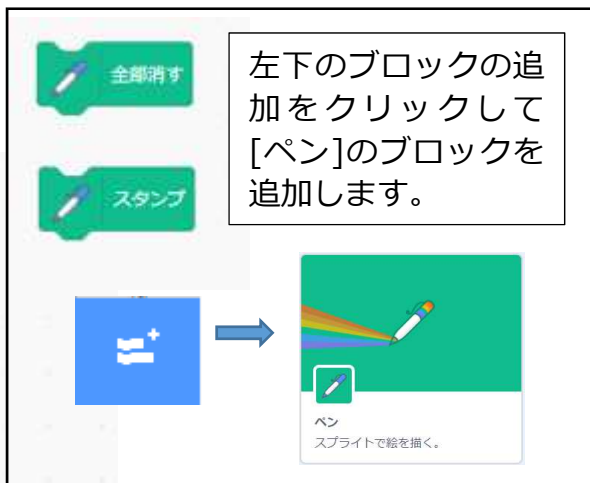 全部消す
左下のブロックの追
加をクリックして
[ペン]のブロックを
追加します。
スタンプ
ペン
スプライトで絵を描く。